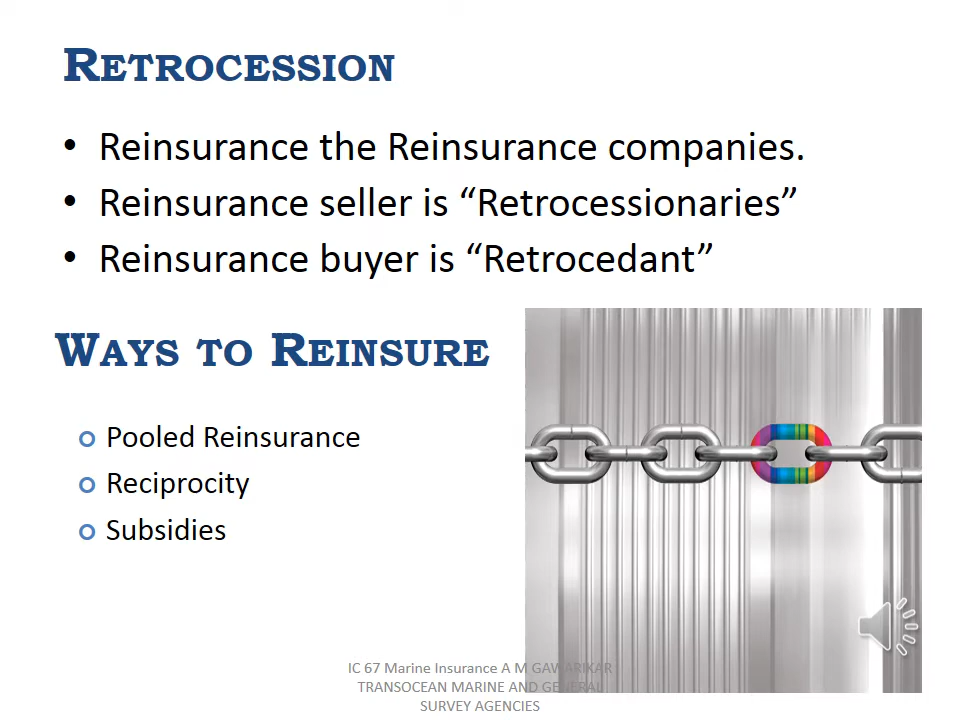 RETROCESSION
• Reinsurance the Reinsurance companies.
• Reinsurance seller is “Retrocessionaries”
• Reinsurance buyer is “Retrocedant”
WAYS TO REINSURE
Pooled Reinsurance
Reciprocity
Subsidies
IC 67 Marine Insurance A M GAWARIKAR
TRANSOCEAN MARINE AND GENERAL
SURVEY AGENCIES